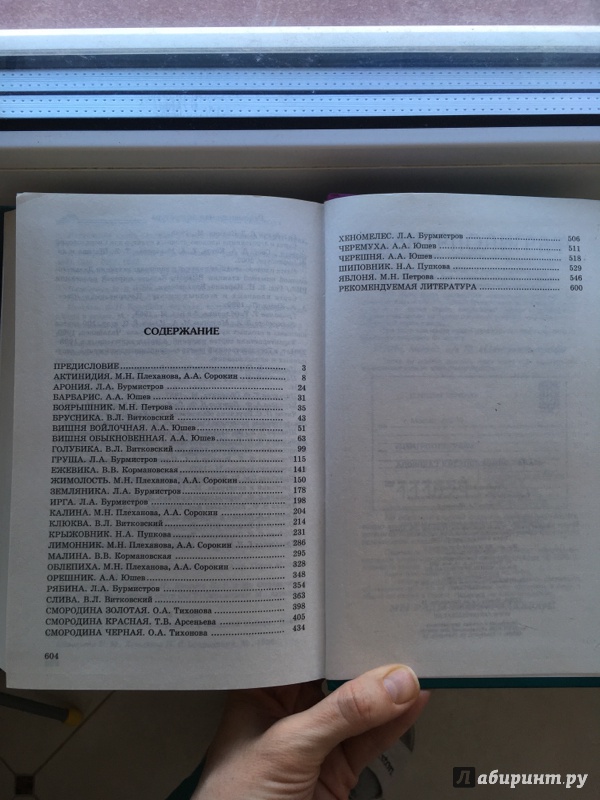 СОДЕРЖАНИЕ
ПРЕДИСЛОВИЕ 3
АКТИНИДИЯ. М.Н. Плеханова, А.А. Сорокин 8
АРОНИЯ. Л.А. Бурмистров 24
БАРБАРИС. А.А. Юшев 31
БОЯРЫШНИК. М.Н. Петрова 35
БРУСНИКА. В.Л. Витковский 43
ВИШНЯ ВОЙЛОЧНАЯ. А.А. Юшев 51
ВИШНЯ ОБЫКНОВЕННАЯ. А.А. Юшев 63
ГОЛУБИКА. В.Л. Витковский 99
ГРУША. Л.А. Бурмистров 115
ЕЖЕВИКА. В.В. Кормановская 141
ЖИМОЛОСТЬ. М.Н. Плеханова, А.А. Сорокин 150
ЗЕМЛЯНИКА. Л.А. Бурмистров 178
ИРГА. Л.А. Бурмистров 198
КАЛИНА. М.Н. Плеханова, А.А. Сорокин 204
КЛЮКВА. В.Л. Витковский 214
КРЫЖОВНИК. Н.А. Пупкова 231
ЛИМОННИК. М.Н. Плеханова, А.А. Сорокин 286
МАЛИНА. В.В. Кормановская 295
ОБЛЕПИХА. М.Н. Плеханова, А.А. Сорокин 328
ОРЕШНИК. А.А. Юшев 348
РЯБИНА. Л.А. Бурмистров 354
СЛИВА. В.Л. Витковский 363
СМОРОДИНА ЗОЛОТАЯ. О.А. Тихонова 398
СМОРОДИНА КРАСНАЯ. Т.В. Арсеньева 405
СМОРОДИНА ЧЕРНАЯ. О.А. Тихонова 434
604
ХЕНОМЕЛЕС. Л.А. Бурмистров 506
ЧЕРЕМУХА. А.А. Юшев 511
ЧЕРЕШНЯ. А.А. Юшев 518
ШИПОВНИК. Н.А. Пупкова 529
ЯБЛОНЯ. М.Н. Петрова 546
РЕКОМЕНДУЕМАЯ ЛИТЕРАТУРА 600
Лабиринт.ру